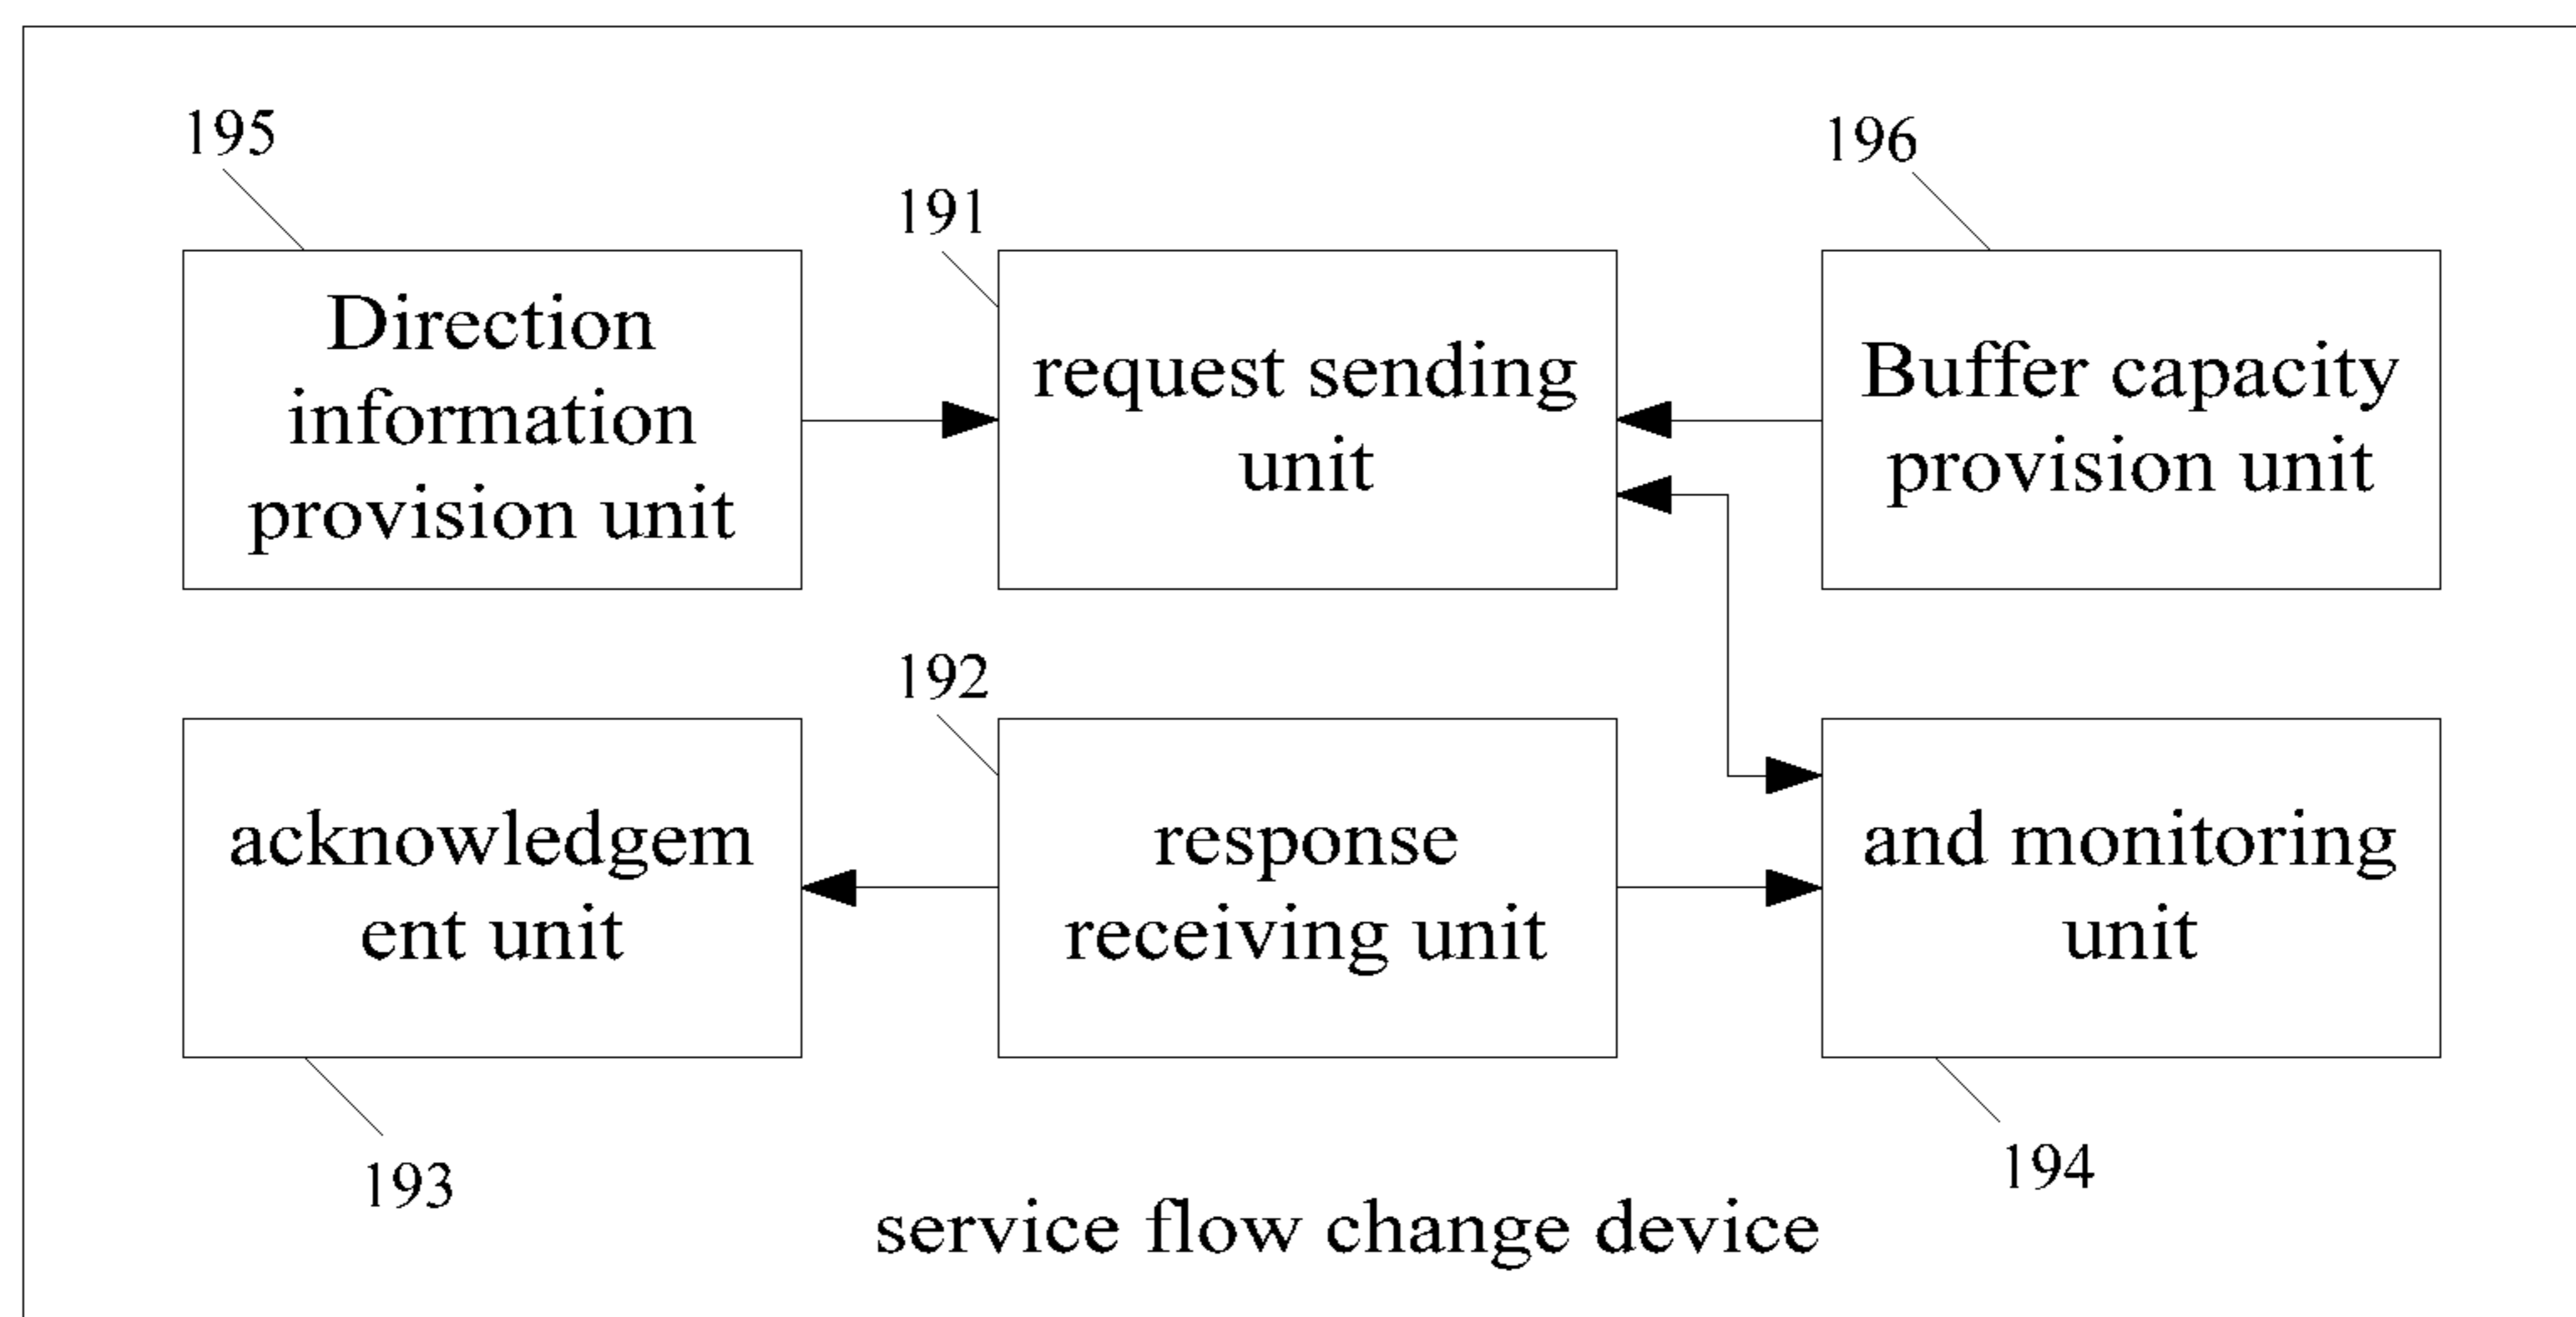 195
196
191
Direction
information
provision unit
request sending
unit
Buffer capacity
provision unit
192
acknowledgem
ent unit
response
receiving unit
and monitoring
unit
193
194
service flow change device